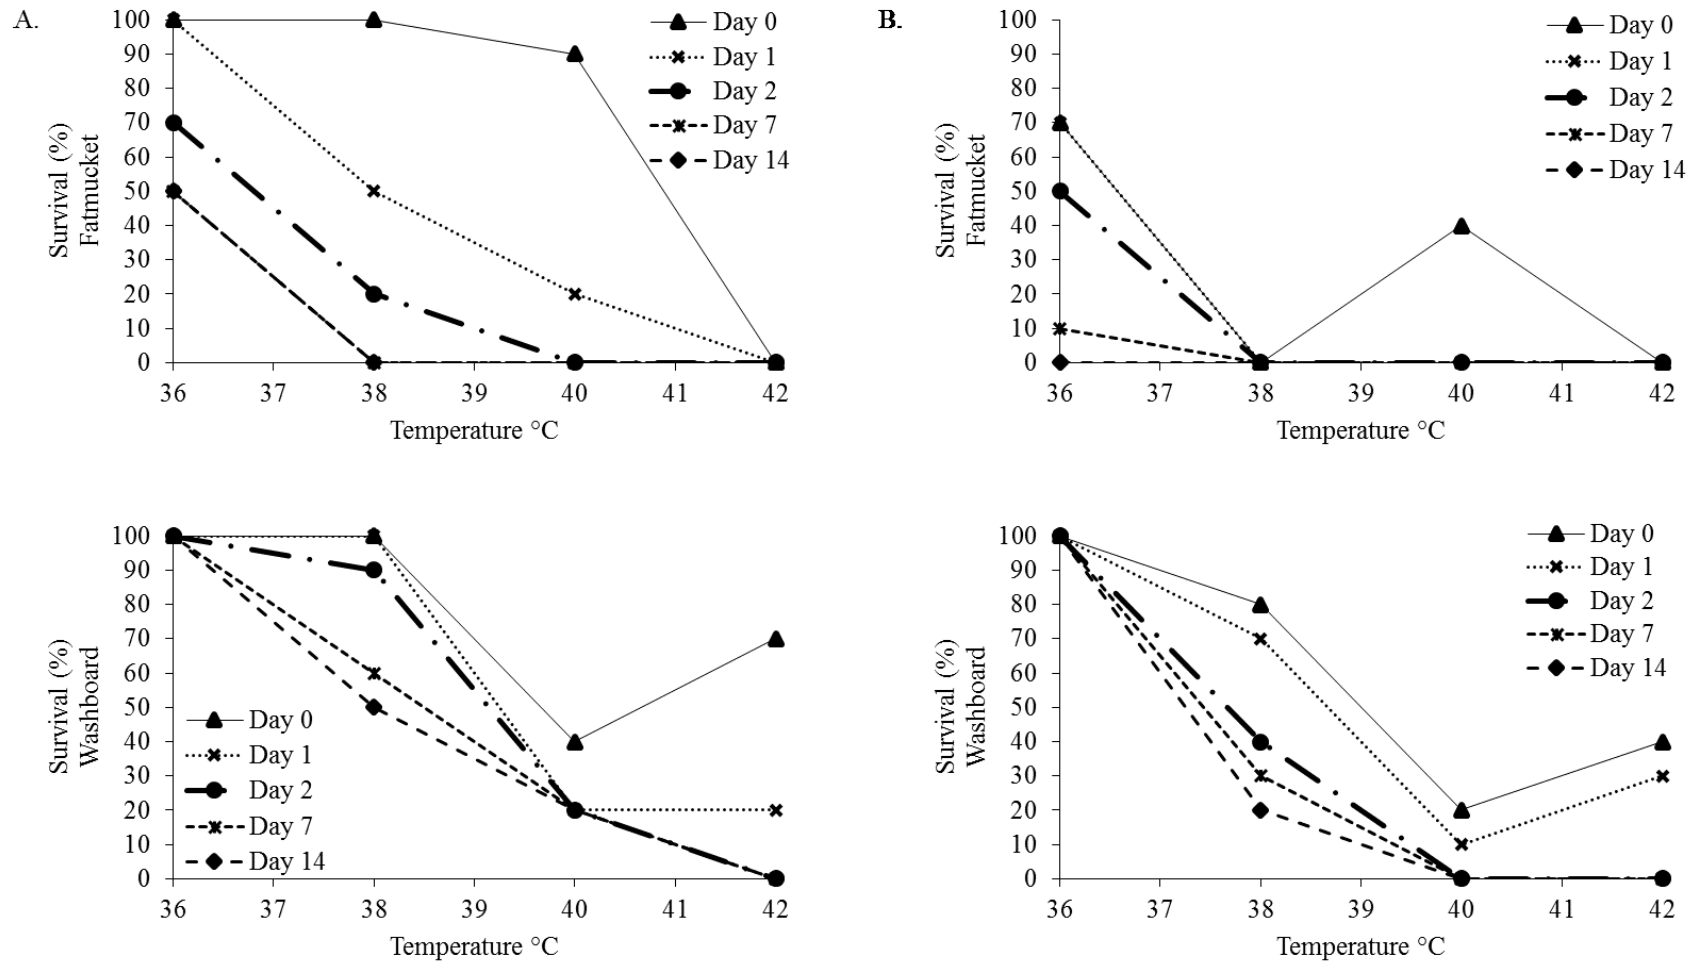 A.
Survival (%)
Fatmucket
100
90
80
70
60
50
40
30
20
10
0
36 37 38 39 40 41 42
Temperature °C
Day 0
Day 1
Day 2
Day 7
Day 14
B.
Survival (%)
Fatmucket
100
90
80
70
60
50
40
30
20
10
0
36 37 38 39 40 41 42
Temperature °C
Day 0
Day 1
Day 2
Day 7
Day 14
Survival (%)
Washboard
100
90
80
70
60
50
40
30
20
10
0
36 37 38 39 40 41 42
Temperature °C
Day 0
Day 1
Day 2
Day 7
Day 14
Survival (%)
Washboard
100
90
80
70
60
50
40
30
20
10
0
36 37 38 39 40 41 42
Temperature °C
Day 0
Day 1
Day 2
Day 7
Day 14